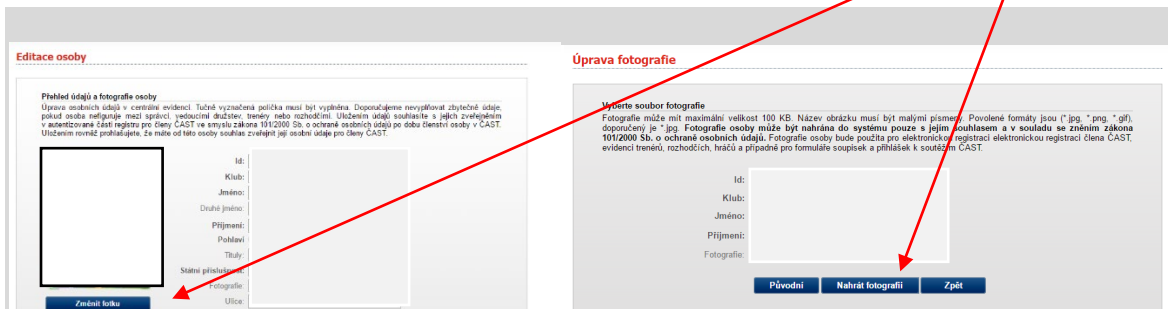 Editace osoby
Přehled údajů a fotografie osoby
Úprava osobních údajů v centrální evidenci. Tučně vyznačená políčka musí být vyplněna. Doporučujeme nevyplňovat zbytečné údaje,
pokud osoba nefiguruje mezi správci, vedoucími družstev, trenéry nebo rozhodčími. Uložením údajů souhlasíte s jejich zveřejněním
v autentizované části registru pro členy ČAST ve smyslu zákona 101/2000 Sb. o ochraně osobních údajů po dobu členství osoby v ČAST.
Uložením rovněž prohlašujete, že máte od této osoby souhlas zveřejnit její osobní údaje pro členy ČAST.
Id:
Klub:
Jméno:
Druhé jméno:
Příjmení:
Pohlaví
Tituly:
Státní příslušnost:
Fotografie:
Ulice:
Změnit fotku
Úprava fotografie
Vyberte soubor fotografie
Fotografie může mít maximální velikost 100 KB. Název obrázku musí být malými písmeny. Povolené formáty jsou (*.jpg, *.png, *.gif),
doporučený je *.jpg. Fotografie osoby může být nahrána do systému pouze s jejím souhlasem a v souladu se zněním zákona
101/2000 Sb. o ochraně osobních údajů. Fotografie osoby bude použita pro elektronickou registraci elektronickou registraci člena ČAST,
evidenci trenérů, rozhodčích, hráčů a případně pro formuláře soupisek a přihlášek k soutěžím ČAST.
Id:
Klub:
Jméno:
Příjmení:
Fotografie:
Původní
Nahrát fotografii
Zpět